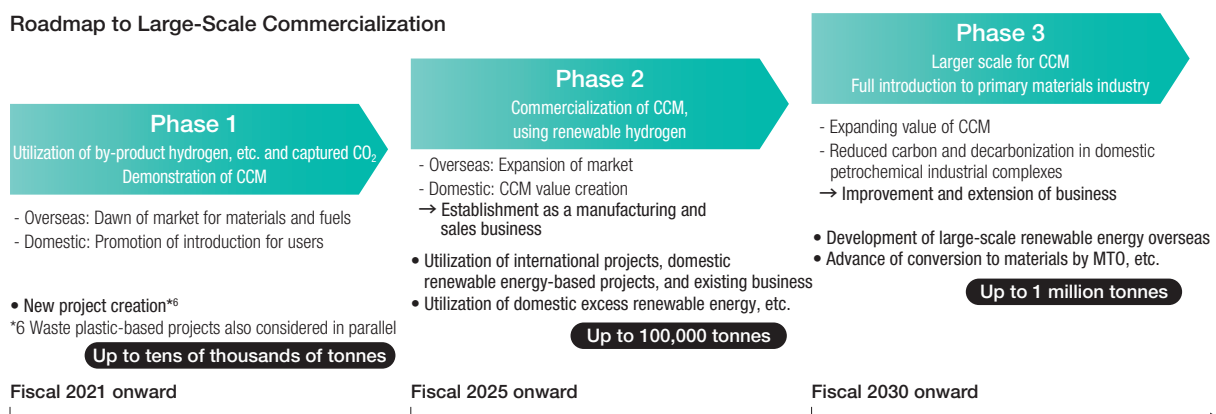 Roadmap to Large-Scale Commercialization
Phase 1
Utilization of by-product hydrogen, etc. and captured CO₂
Demonstration of CCM
- Overseas: Dawn of market for materials and fuels
- Domestic: Promotion of introduction for users
• New project creation*6
*6 Waste plastic-based projects also considered in parallel
Up to tens of thousands of tonnes
Fiscal 2021 onward
Phase 2
Commercialization of CCM,
using renewable hydrogen
- Overseas: Expansion of market
- Domestic: CCM value creation
→ Establishment as a manufacturing and
sales business
• Utilization of international projects, domestic
renewable energy-based projects, and existing business
• Utilization of domestic excess renewable energy, etc.
Up to 100,000 tonnes
Fiscal 2025 onward
Phase 3
Larger scale for CCM
Full introduction to primary materials industry
- Expanding value of CCM
- Reduced carbon and decarbonization in domestic
petrochemical industrial complexes
→ Improvement and extension of business
• Development of large-scale renewable energy overseas
• Advance of conversion to materials by MTO, etc.
Up to 1 million tonnes
Fiscal 2030 onward